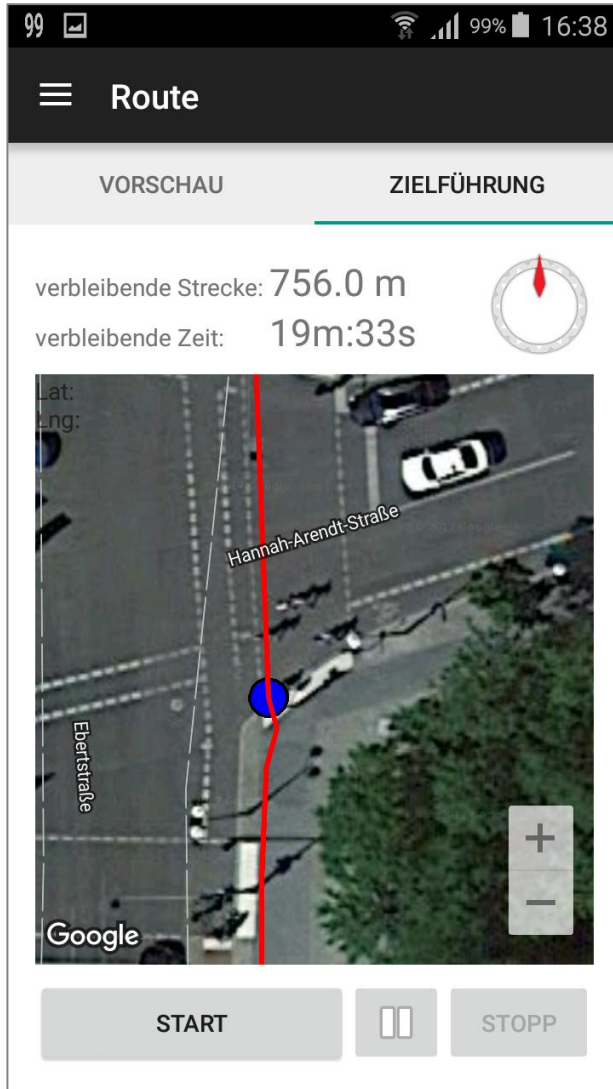 99 99% 16:38
Route
VORSCHAU ZIELFÜHRUNG
verbleibende Strecke: 756.0 m
verbleibende Zeit: 19m:33s
Lat:
Lng:
Hannah-Arendt-Straße
Ebertstraße
Google
START STOPP